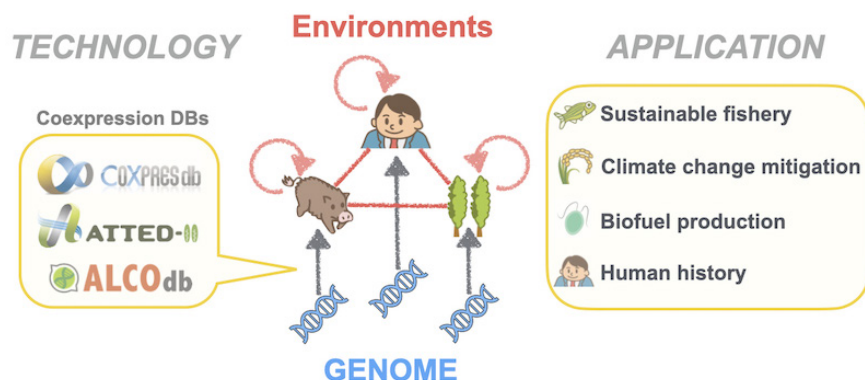 TECHNOLOGY
Environments
APPLICATION
Coexpression DBs
COXPRESdb
ATTED-II
ALCOdb
Sustainable fishery
Climate change mitigation
Biofuel production
Human history
GENOME